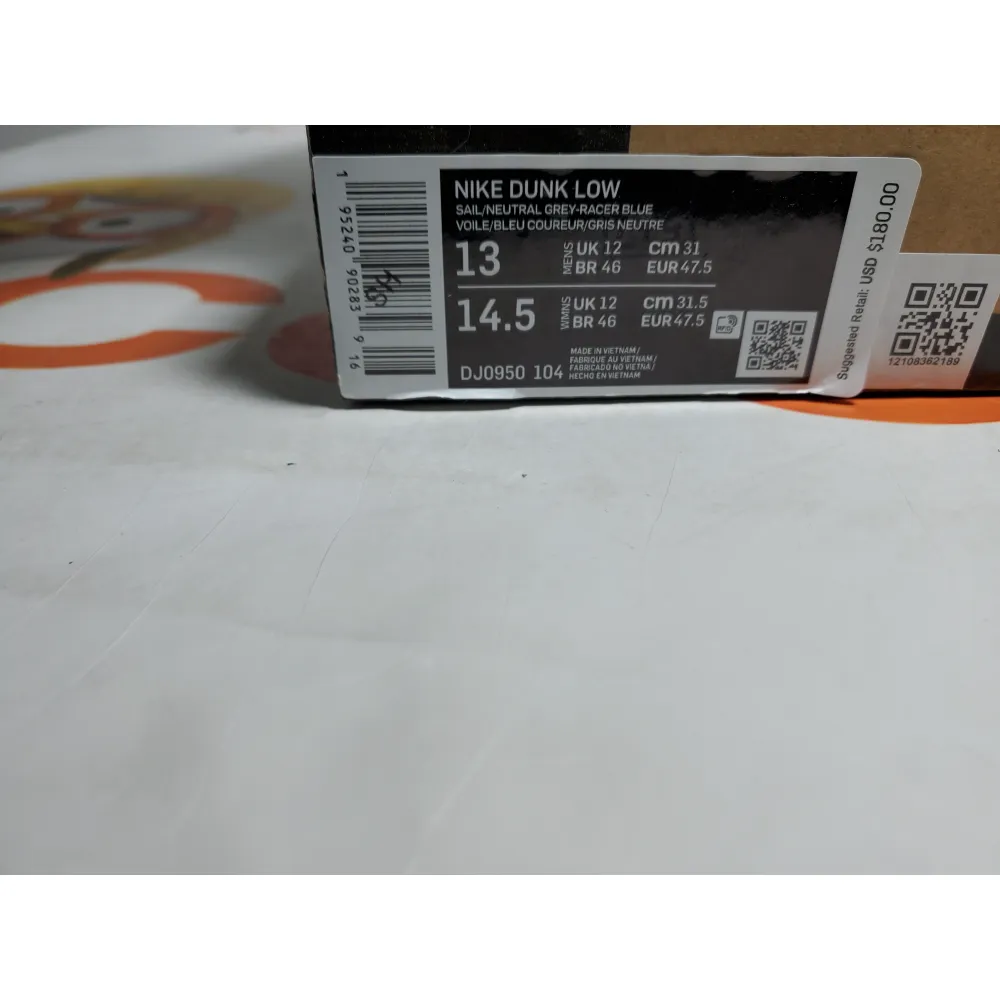 1 95240 90283 9 16
NIKE DUNK LOW
SAIL/NEUTRAL GREY-RACER BLUE
VOILE/BLEU COUREUR/GRIS NEUTRE
13 MENS UK 12 cm 31
BR 46 EUR 47.5
14.5 WMNS UK 12 cm 31.5
BR 46 EUR 47.5
MADE IN VIETNAM /
FABRIQUE AU VIETNAM /
FABRICADO NO VIETNA /
HECHO EN VIETNAM
DJ0950 104
Suggested Retail: USD $180.00
12108362189